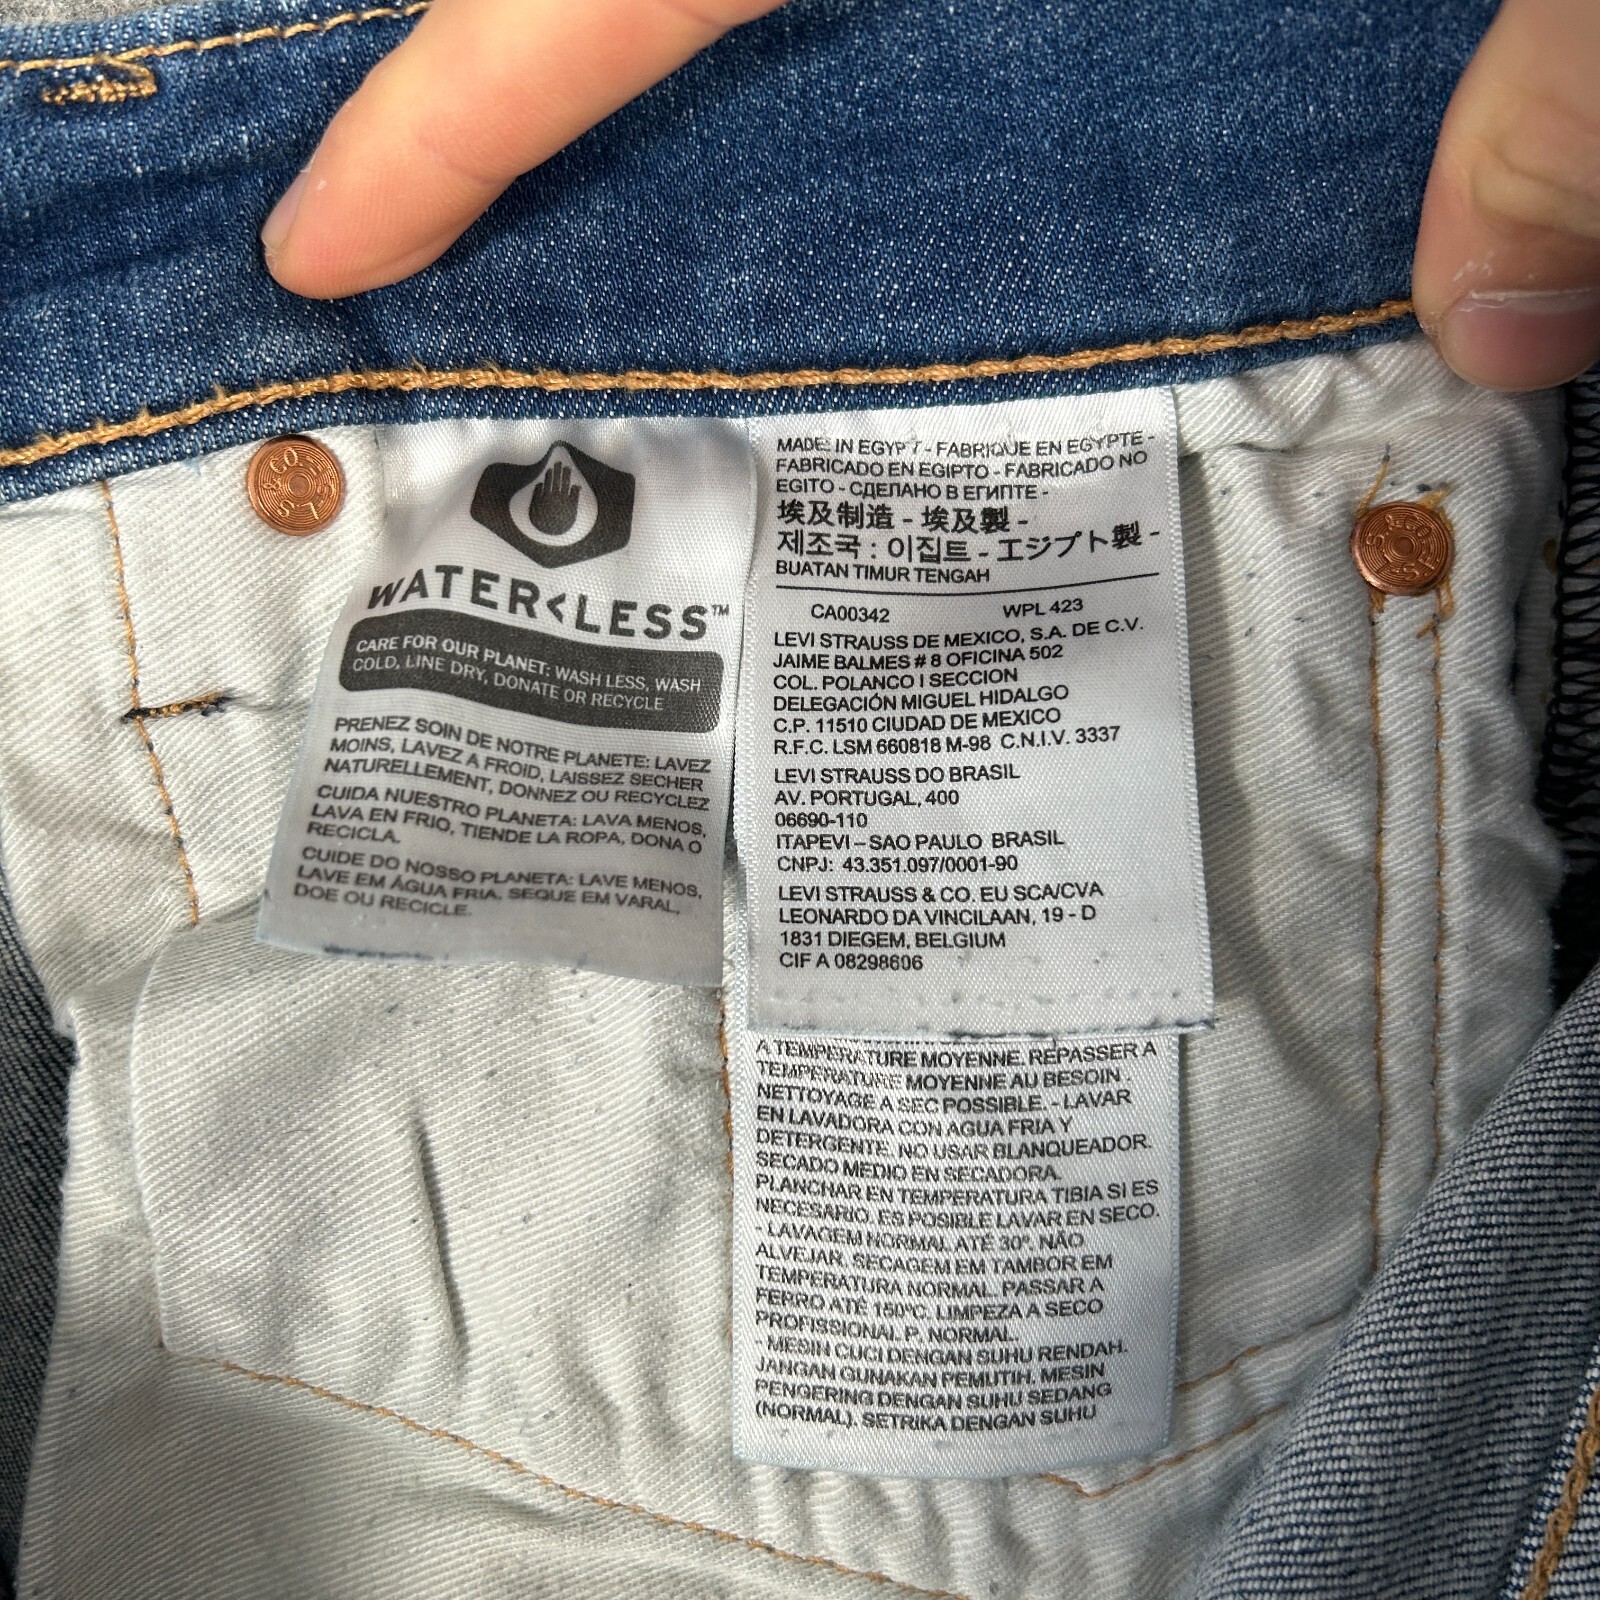 WATER<LESS™
CARE FOR OUR PLANET: WASH LESS, WASH
COLD, LINE DRY, DONATE OR RECYCLE
PRENEZ SOIN DE NOTRE PLANETE: LAVEZ
MOINS, LAVEZ A FROID, LAISSEZ SECHER
NATURELLEMENT, DONNEZ OU RECYCLEZ
CUIDA NUESTRO PLANETA: LAVA MENOS,
LAVA EN FRIO, TIENDE LA ROPA, DONA O
RECICLA.
CUIDE DO NOSSO PLANETA: LAVE MENOS,
LAVE EM ÁGUA FRIA, SEQUE EM VARAL,
DOE OU RECICLE.
MADE IN EGYPT - FABRIQUE EN EGYPTE -
FABRICADO EN EGIPTO - FABRICADO NO
EGITO - СДЕЛАНО В ЕГИПТЕ -
埃及制造 - 埃及製 -
제조국 : 이집트 - エジプト製 -
BUATAN TIMUR TENGAH
CA00342 WPL 423
LEVI STRAUSS DE MEXICO, S.A. DE C.V.
JAIME BALMES # 8 OFICINA 502
COL. POLANCO I SECCION
DELEGACIÓN MIGUEL HIDALGO
C.P. 11510 CIUDAD DE MEXICO
R.F.C. LSM 660818 M-98 C.N.I.V. 3337
LEVI STRAUSS DO BRASIL
AV. PORTUGAL, 400
06690-110
ITAPEVI – SAO PAULO BRASIL
CNPJ: 43.351.097/0001-90
LEVI STRAUSS & CO. EU SCA/CVA
LEONARDO DA VINCILAAN, 19 - D
1831 DIEGEM, BELGIUM
CIF A 08298606
A TEMPERATURE MOYENNE. REPASSER A
TEMPERATURE MOYENNE AU BESOIN
NETTOYAGE A SEC POSSIBLE. - LAVAR
EN LAVADORA CON AGUA FRIA Y
DETERGENTE. NO USAR BLANQUEADOR.
SECADO MEDIO EN SECADORA.
PLANCHAR EN TEMPERATURA TIBIA SI ES
NECESARIO. ES POSIBLE LAVAR EN SECO.
- LAVAGEM NORMAL ATÉ 30º. NÃO
ALVEJAR. SECAGEM EM TAMBOR EM
TEMPERATURA NORMAL. PASSAR A
FERRO ATÉ 150ºC. LIMPEZA A SECO
PROFISSIONAL P. NORMAL.
- MESIN CUCI DENGAN SUHU RENDAH.
JANGAN GUNAKAN PEMUTIH. MESIN
PENGERING DENGAN SUHU SEDANG
(NORMAL). SETRIKA DENGAN SUHU